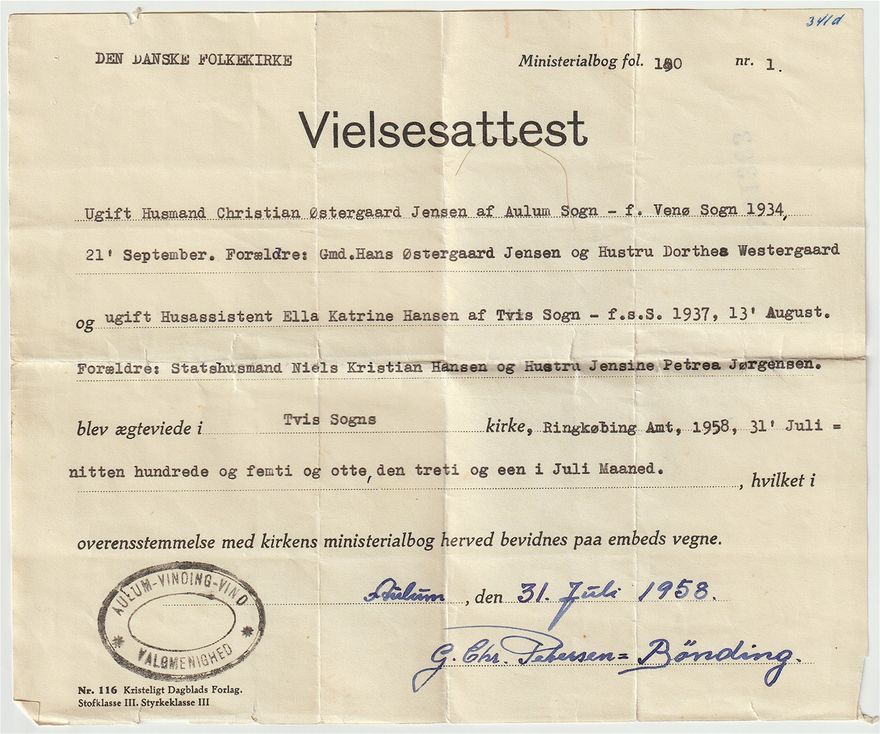 341d
DEN DANSKE FOLKEKIRKE Ministerialbog fol. 180 nr. 1.
Vielsesattest
Ugift Husmand Christian Østergaard Jensen af Aulum Sogn – f. Venø Sogn 1934,
21' September. Forældre: Gmd.Hans Østergaard Jensen og Hustru Dorthea Westergaard
og ugift Husassistent Ella Katrine Hansen af Tvis Sogn – f.s.S. 1937, 13' August.
Forældre: Statshusmand Niels Kristian Hansen og Hustru Jensine Petrea Jørgensen.
blev ægteviede i Tvis Sogns kirke, Ringkøbing Amt, 1958, 31' Juli =
nitten hundrede og femti og otte, den treti og een i Juli Maaned. , hvilket i
overensstemmelse med kirkens ministerialbog herved bevidnes paa embeds vegne.
Aulum, den 31. Juli 1958.
G. Chr. Petersen = Bönding.
AULUM-VINDING-VIND
* VALGMENIGHED *
Nr. 116 Kristeligt Dagblads Forlag.
Stofklasse III. Styrkeklasse III